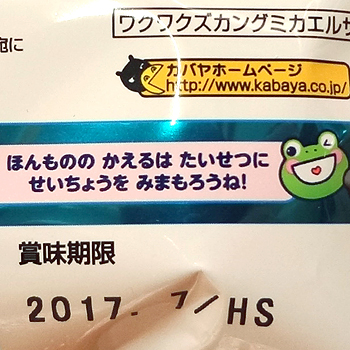 ワクワクズカングミカエルサ
宛に
カバヤホームページ
http://www.kabaya.co.jp/
ほんものの かえるは たいせつに
せいちょうを みまもろうね!
賞味期限
2017. 7/HS